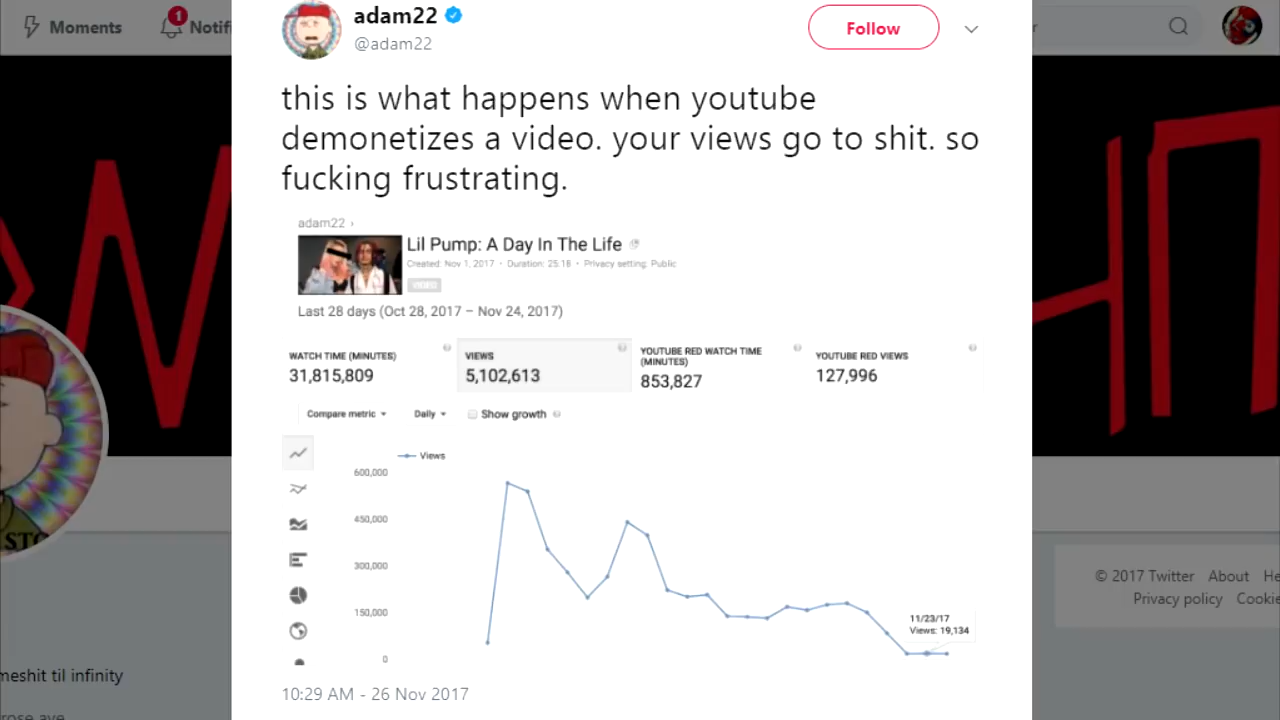 Moments
1
Notifi
adam22
@adam22
Follow
this is what happens when youtube
demonetizes a video. your views go to shit. so
fucking frustrating.
adam22 ›
Lil Pump: A Day In The Life
Created: Nov 1, 2017 • Duration: 25:18 • Privacy setting: Public
VIDEO
Last 28 days (Oct 28, 2017 – Nov 24, 2017)
WATCH TIME (MINUTES)
31,815,809
VIEWS
5,102,613
YOUTUBE RED WATCH TIME
(MINUTES)
853,827
YOUTUBE RED VIEWS
127,996
Compare metric
Daily
Show growth
Views
600,000
450,000
300,000
150,000
0
11/23/17
Views: 19,134
10:29 AM - 26 Nov 2017
© 2017 Twitter About He
Privacy policy Cookie
meshit til infinity
rose ave